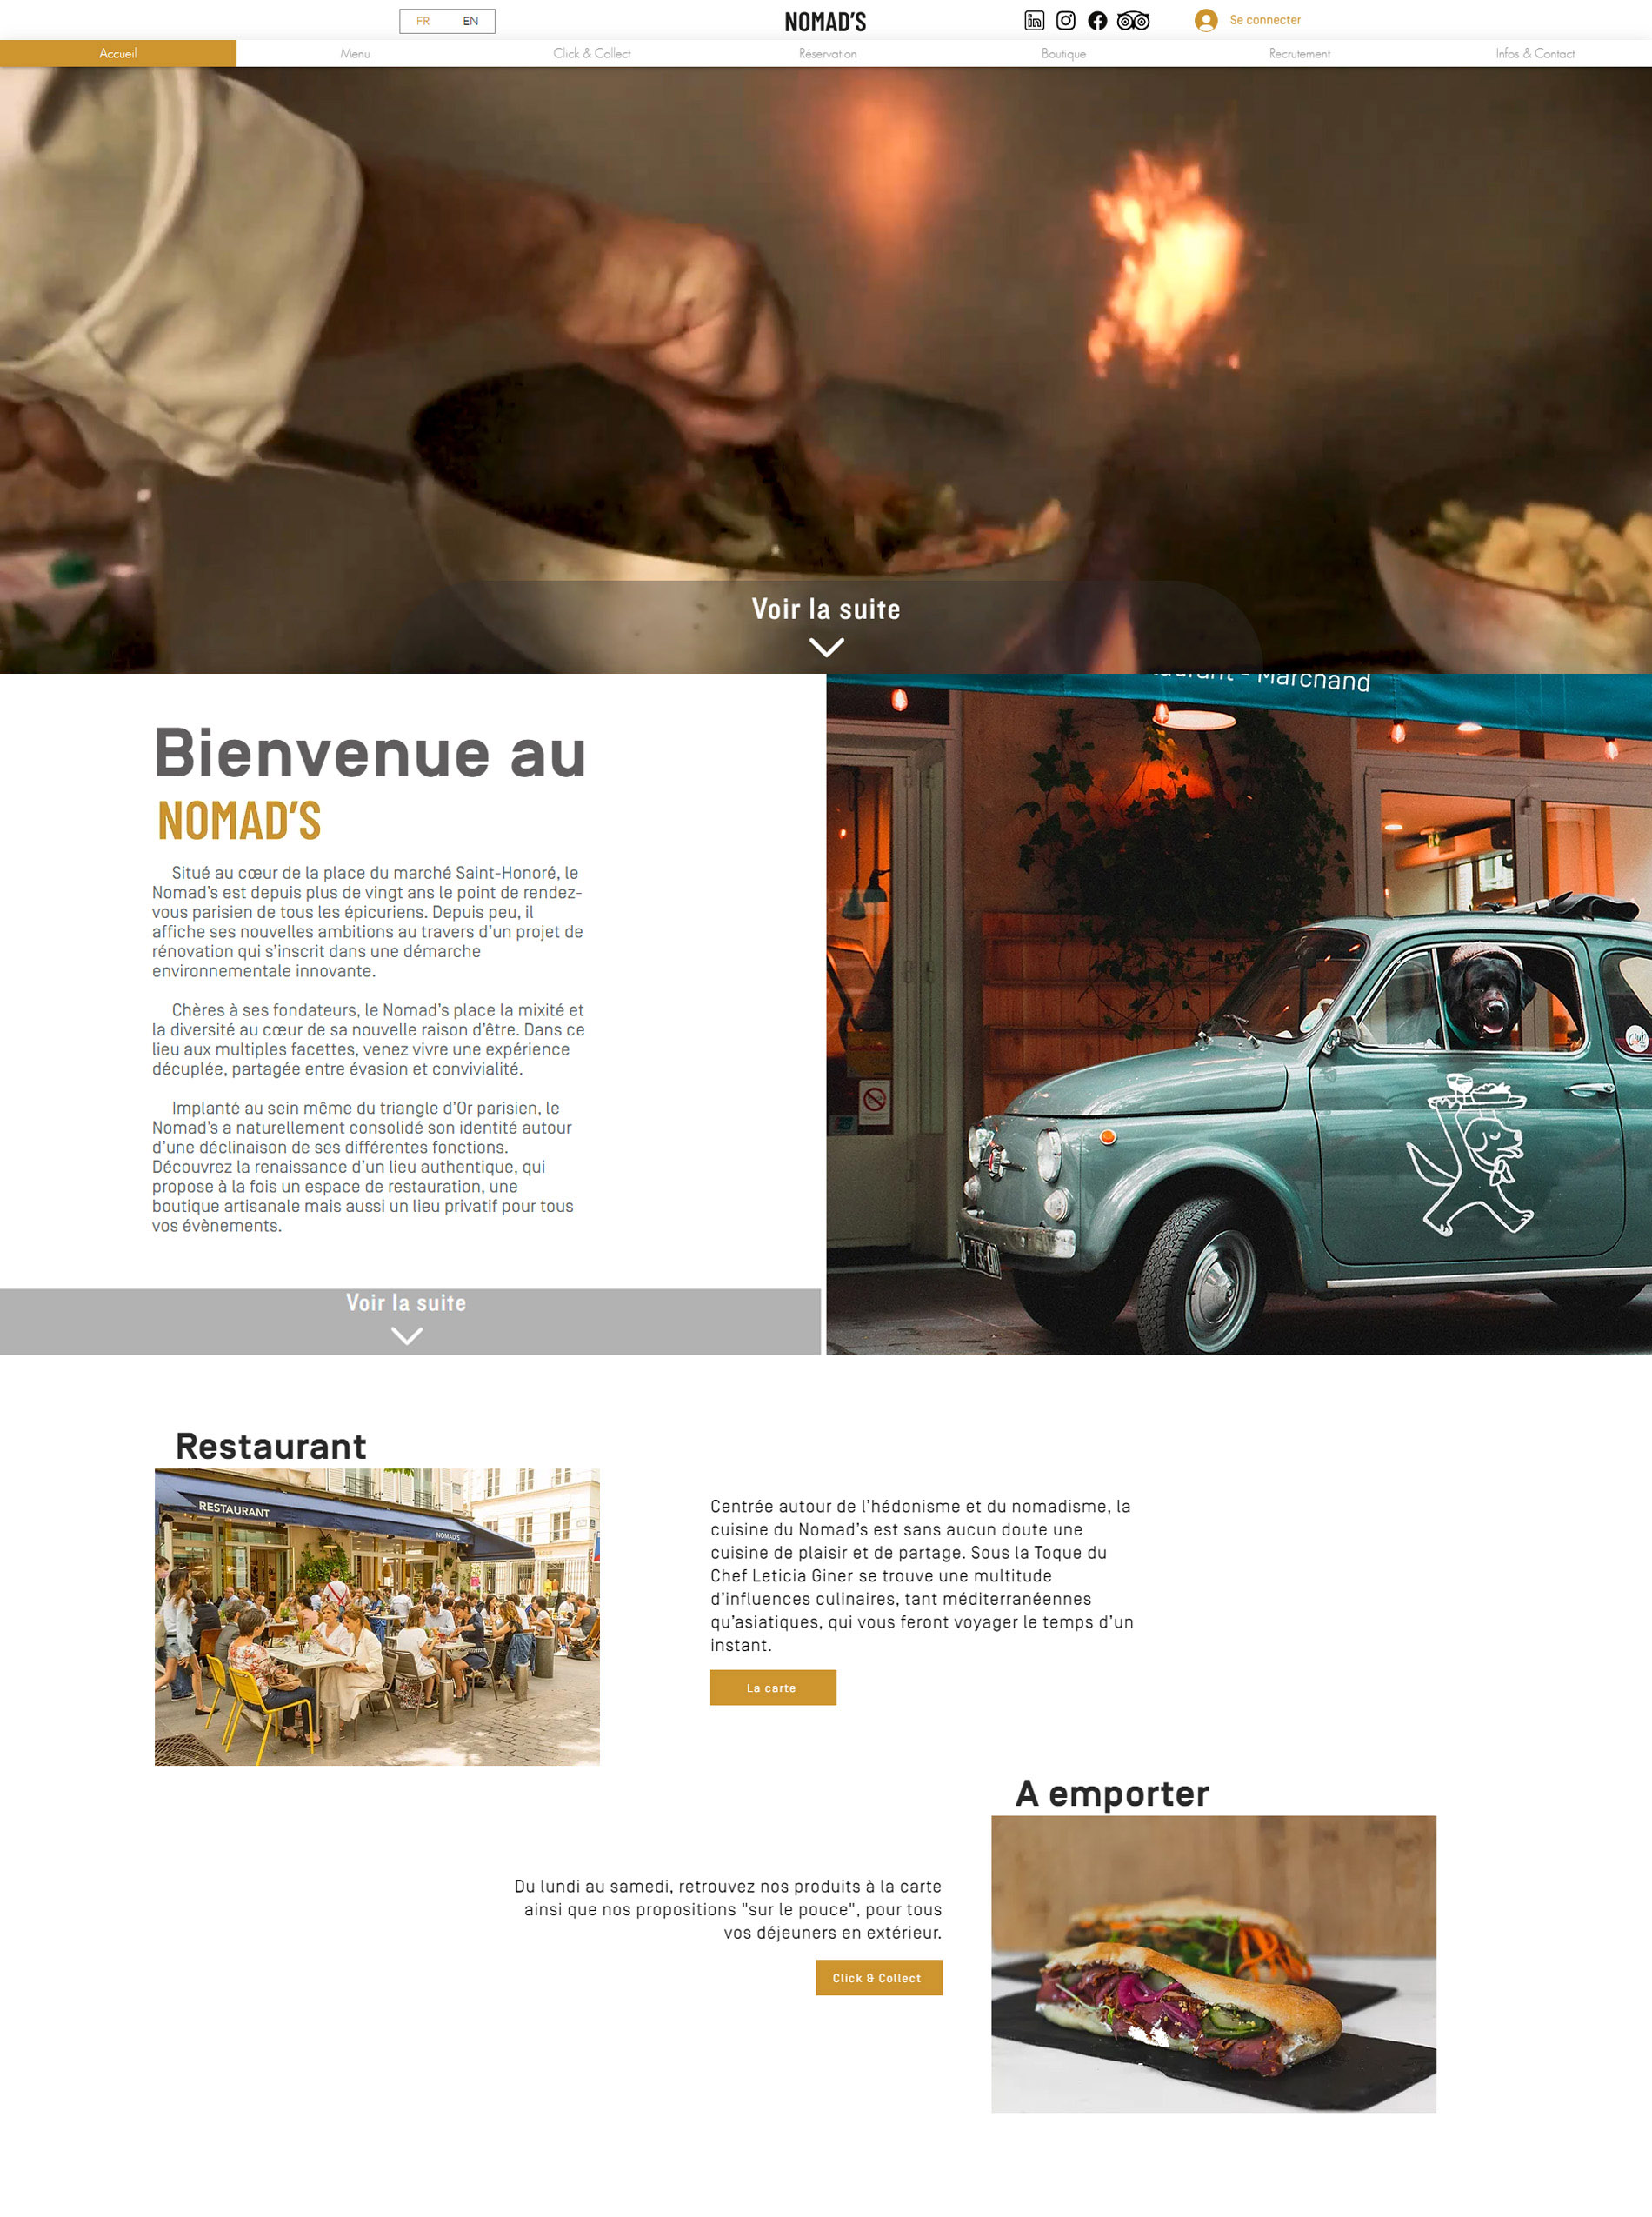 FR EN
NOMAD'S
Se connecter
Accueil
Menu
Click & Collect
Réservation
Boutique
Recrutement
Infos & Contact
Voir la suite
Marchand
Bienvenue au
NOMAD'S
Situé au cœur de la place du marché Saint-Honoré, le
Nomad's est depuis plus de vingt ans le point de rendez-
vous parisien de tous les épicuriens. Depuis peu, il
affiche ses nouvelles ambitions au travers d'un projet de
rénovation qui s'inscrit dans une démarche
environnementale innovante.
Chères à ses fondateurs, le Nomad's place la mixité et
la diversité au cœur de sa nouvelle raison d'être. Dans ce
lieu aux multiples facettes, venez vivre une expérience
décuplée, partagée entre évasion et convivialité.
Implanté au sein même du triangle d'Or parisien, le
Nomad's a naturellement consolidé son identité autour
d'une déclinaison de ses différentes fonctions.
Découvrez la renaissance d'un lieu authentique, qui
propose à la fois un espace de restauration, une
boutique artisanale mais aussi un lieu privatif pour tous
vos évènements.
Voir la suite
Restaurant
RESTAURANT
NOMAD'S
Centrée autour de l'hédonisme et du nomadisme, la
cuisine du Nomad's est sans aucun doute une
cuisine de plaisir et de partage. Sous la Toque du
Chef Leticia Giner se trouve une multitude
d'influences culinaires, tant méditerranéennes
qu'asiatiques, qui vous feront voyager le temps d'un
instant.
La carte
A emporter
Du lundi au samedi, retrouvez nos produits à la carte
ainsi que nos propositions "sur le pouce", pour tous
vos déjeuners en extérieur.
Click & Collect